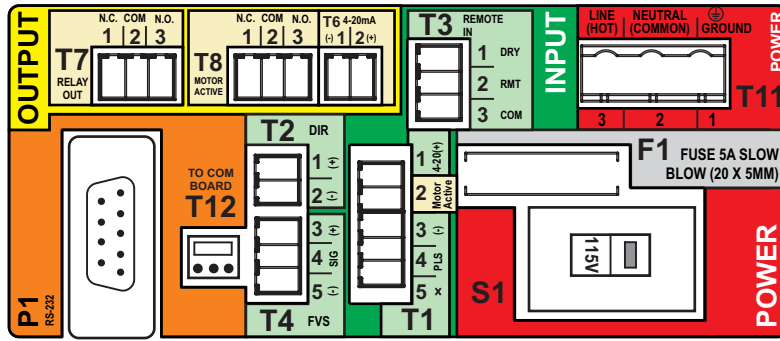 OUTPUT
N.C. COM N.O.
1 2 3
T7
RELAY
OUT
N.C. COM N.O.
1 2 3
T8
MOTOR
ACTIVE
T6 4-20mA
(-) 1 2 (+)
T3 REMOTE
IN
1 DRY
2 RMT
3 COM
INPUT
LINE
(HOT)
NEUTRAL
(COMMON)
GROUND
POWER
T11
3 2 1
P1
RS-232
TO COM
BOARD
T12
T2 DIR
1 (+)
2 (-)
3 (+)
4 SIG
5 (-)
T4 FVS
1 4-20(+)
2 Motor
Active
3 (-)
4 PLS
5 x
T1
F1 FUSE 5A SLOW
BLOW (20 X 5MM)
S1
115V
POWER